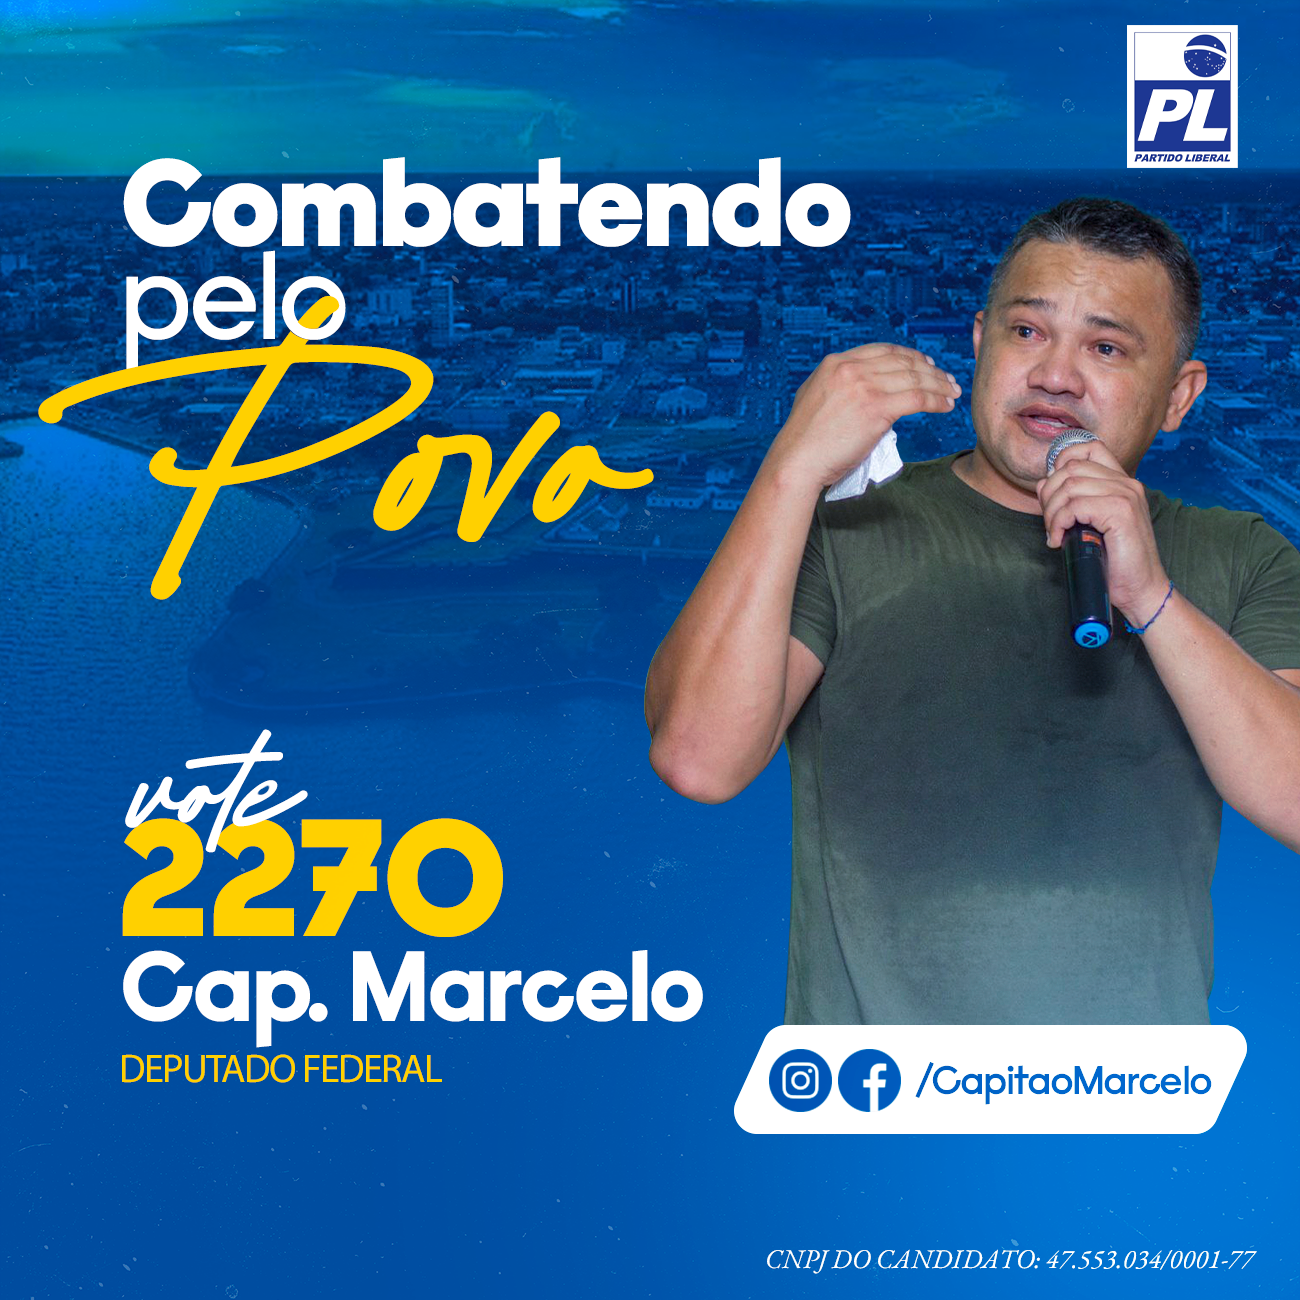 PL
PARTIDO LIBERAL
Combatendo
pelo
Povo
vote
2270
Cap. Marcelo
DEPUTADO FEDERAL
/CapitaoMarcelo
CNPJ DO CANDIDATO: 47.553.034/0001-77